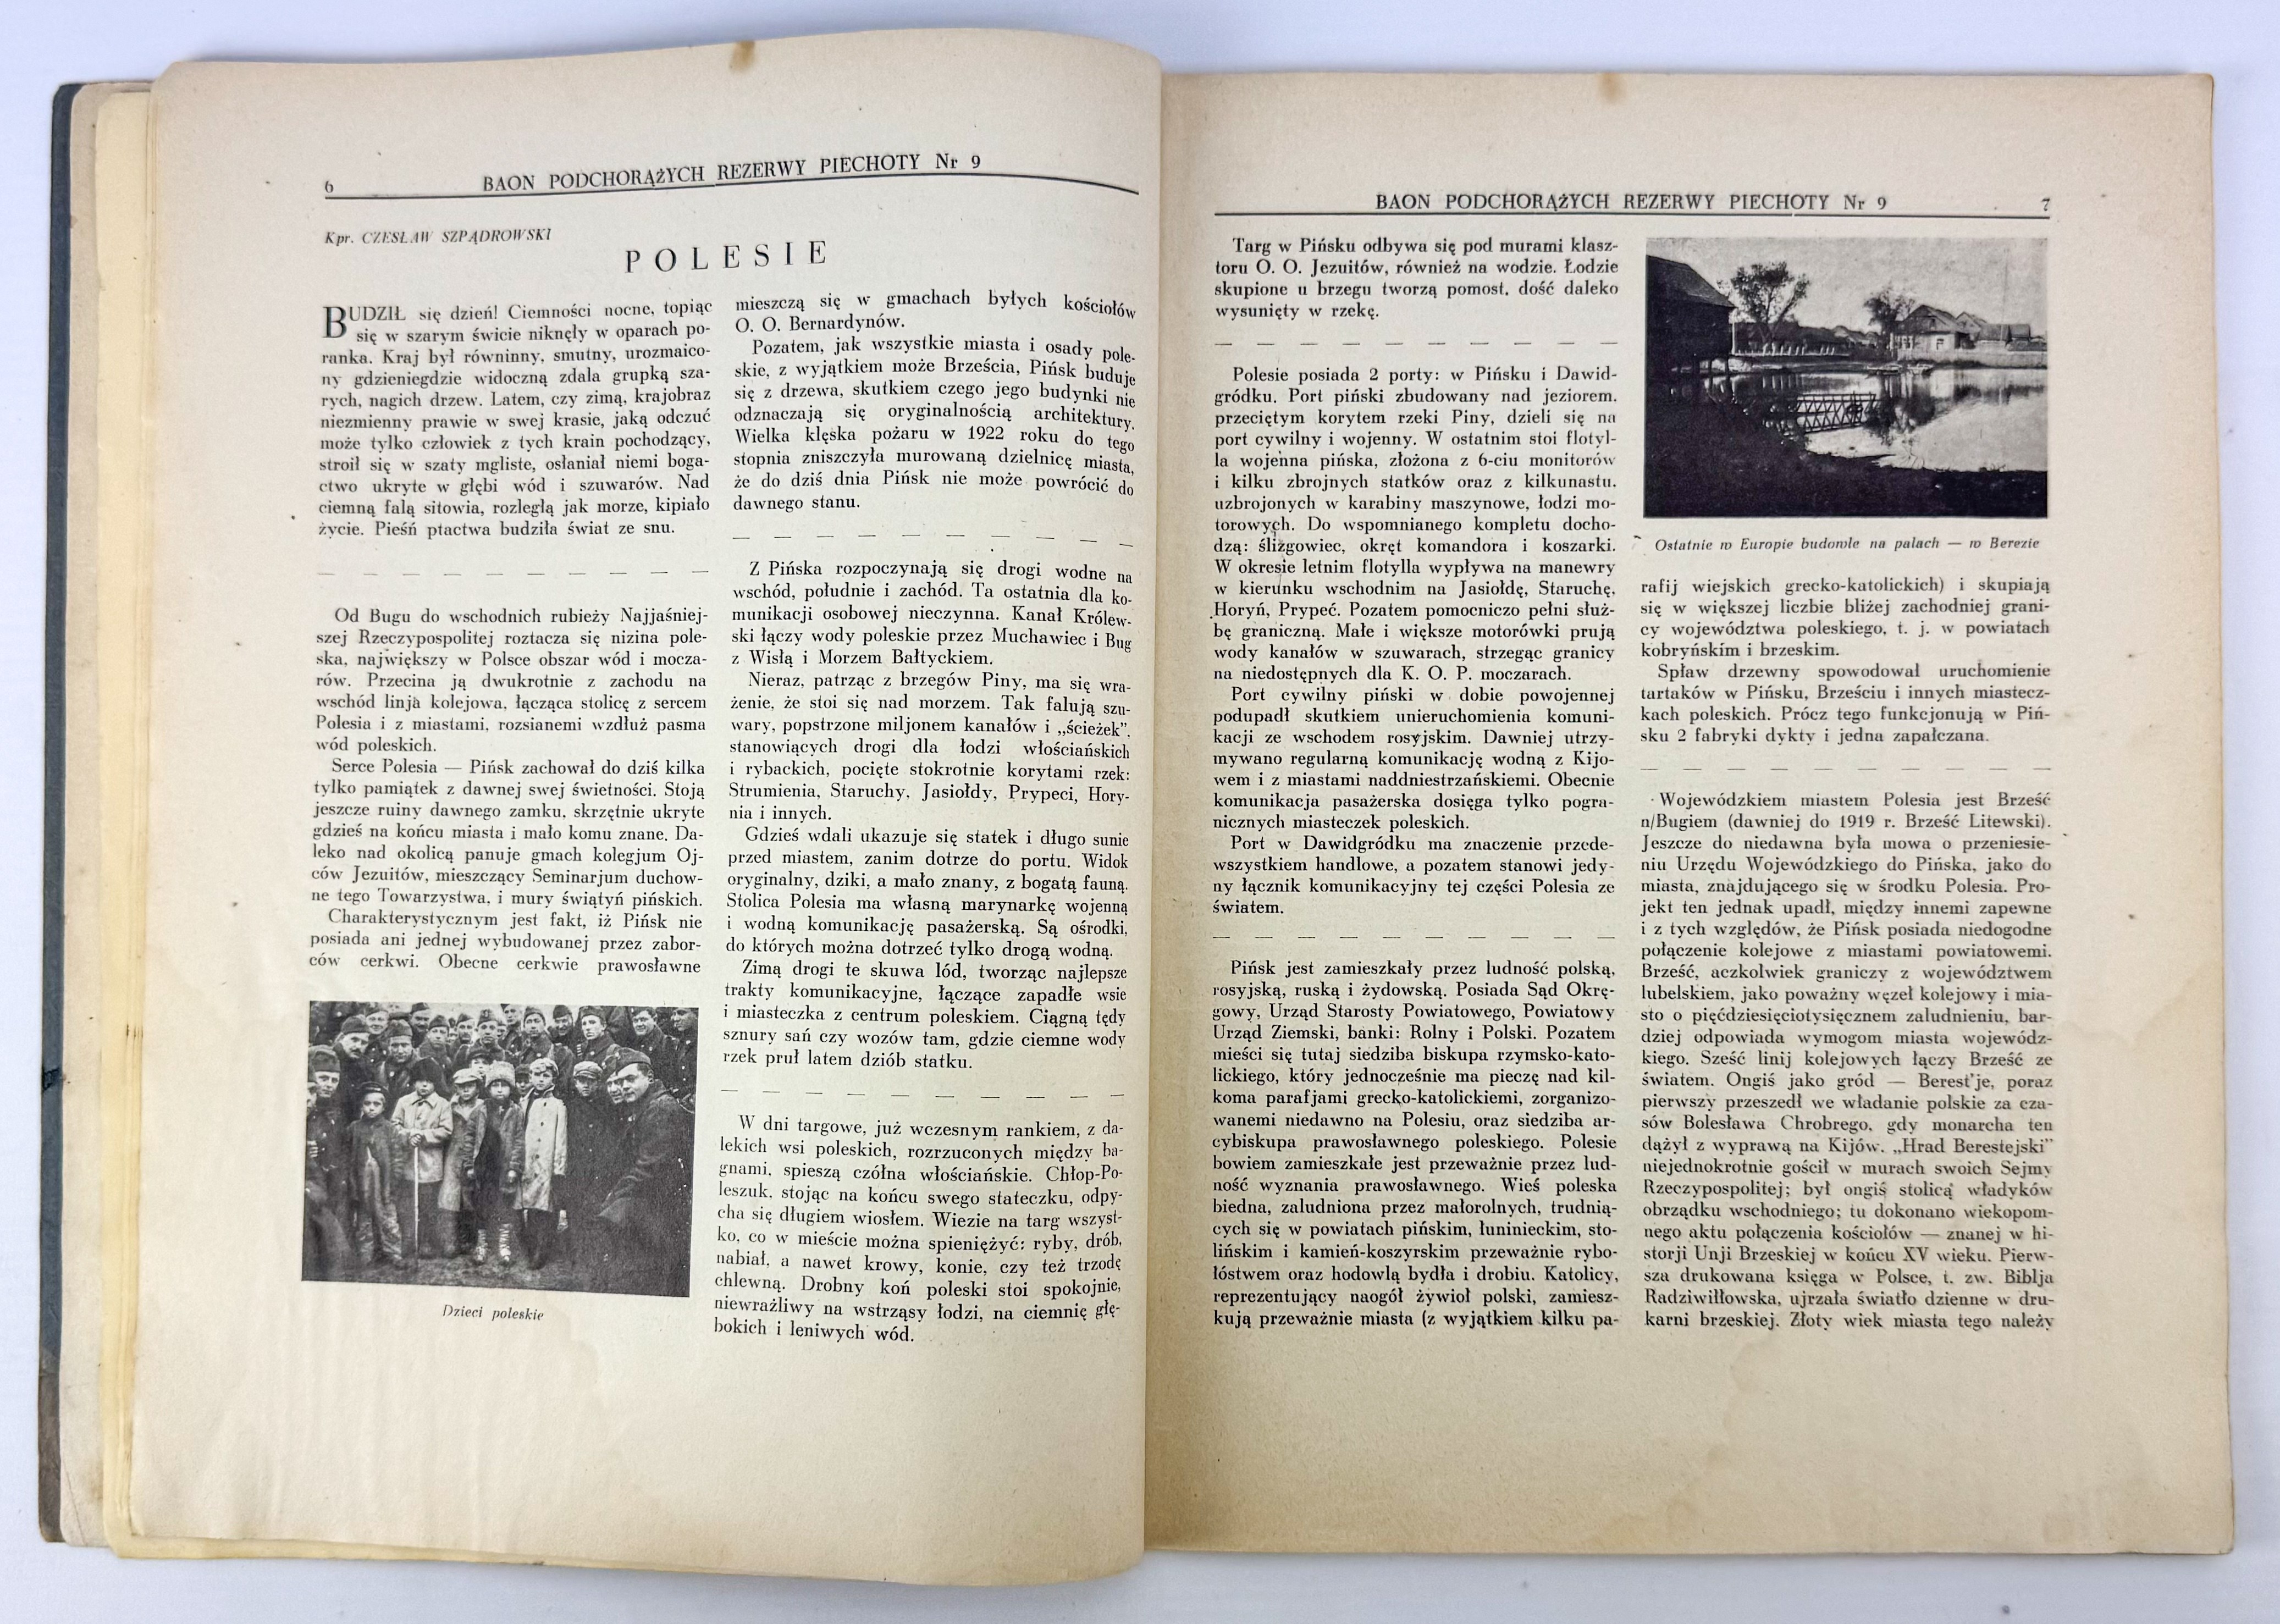 6
BAON PODCHORĄŻYCH REZERWY PIECHOTY Nr 9
Kpr. CZESŁAW SZPĄDROWSKI
POLESIE
BUDZIŁ się dzień! Ciemności nocne, topiąc
się w szarym świcie niknęły w oparach po-
ranka. Kraj był równinny, smutny, urozmaico-
ny gdzieniegdzie widoczną zdala grupką sza-
rych, nagich drzew. Latem, czy zimą, krajobraz
niezmienny prawie w swej krasie, jaką odczuć
może tylko człowiek z tych krain pochodzący,
stroił się w szaty mgliste, osłaniał niemi boga-
ctwo ukryte w głębi wód i szuwarów. Nad
ciemną falą sitowia, rozległą jak morze, kipiało
życie. Pieśń ptactwa budziła świat ze snu.
— — — — — — — — —
Od Bugu do wschodnich rubieży Najjaśniej-
szej Rzeczypospolitej roztacza się nizina pole-
ska, największy w Polsce obszar wód i mocza-
rów. Przecina ją dwukrotnie z zachodu na
wschód linja kolejowa, łącząca stolicę z sercem
Polesia i z miastami, rozsianemi wzdłuż pasma
wód poleskich.
Serce Polesia — Pińsk zachował do dziś kilka
tylko pamiątek z dawnej swej świetności. Stoją
jeszcze ruiny dawnego zamku, skrzętnie ukryte
gdzieś na końcu miasta i mało komu znane. Da-
leko nad okolicą panuje gmach kolegjum Oj-
ców Jezuitów, mieszczący Seminarjum duchow-
ne tego Towarzystwa, i mury świątyń pińskich.
Charakterystycznym jest fakt, iż Pińsk nie
posiada ani jednej wybudowanej przez zabor-
ców cerkwi. Obecne cerkwie prawosławne
Dzieci poleskie
mieszczą się w gmachach byłych kościołów
O. O. Bernardynów.
Pozatem, jak wszystkie miasta i osady pole-
skie, z wyjątkiem może Brześcia, Pińsk buduje
się z drzewa, skutkiem czego jego budynki nie
odznaczają się oryginalnością architektury.
Wielka klęska pożaru w 1922 roku do tego
stopnia zniszczyła murowaną dzielnicę miasta,
że do dziś dnia Pińsk nie może powrócić do
dawnego stanu.
— — — — — — — — —
Z Pińska rozpoczynają się drogi wodne na
wschód, południe i zachód. Ta ostatnia dla ko-
munikacji osobowej nieczynna. Kanał Królew-
ski łączy wody poleskie przez Muchawiec i Bug
z Wisłą i Morzem Bałtyckiem.
Nieraz, patrząc z brzegów Piny, ma się wra-
żenie, że stoi się nad morzem. Tak falują szu-
wary, popstrzone miljonem kanałów i „ścieżek",
stanowiących drogi dla łodzi włościańskich
i rybackich, pocięte stokrotnie korytami rzek:
Strumienia, Staruchy, Jasiołdy, Prypeci, Hory-
nia i innych.
Gdzieś wdali ukazuje się statek i długo sunie
przed miastem, zanim dotrze do portu. Widok
oryginalny, dziki, a mało znany, z bogatą fauną.
Stolica Polesia ma własną marynarkę wojenną
i wodną komunikację pasażerską. Są ośrodki,
do których można dotrzeć tylko drogą wodną.
Zimą drogi te skuwa lód, tworząc najlepsze
trakty komunikacyjne, łączące zapadłe wsie
i miasteczka z centrum poleskiem. Ciągną tędy
sznury sań czy wozów tam, gdzie ciemne wody
rzek pruł latem dziób statku.
— — — — — — — — —
W dni targowe, już wczesnym rankiem, z da-
lekich wsi poleskich, rozrzuconych między ba-
gnami, spieszą czółna włościańskie. Chłop-Po-
leszuk, stojąc na końcu swego stateczku, odpy-
cha się długiem wiosłem. Wiezie na targ wszyst-
ko, co w mieście można spieniężyć: ryby, drób,
nabiał, a nawet krowy, konie, czy też trzodę
chlewną. Drobny koń poleski stoi spokojnie,
niewrażliwy na wstrząsy łodzi, na ciemnię głę-
bokich i leniwych wód.
BAON PODCHORĄŻYCH REZERWY PIECHOTY Nr 9
7
Targ w Pińsku odbywa się pod murami klasz-
toru O. O. Jezuitów, również na wodzie. Łodzie
skupione u brzegu tworzą pomost, dość daleko
wysunięty w rzekę.
— — — — — — — — —
Polesie posiada 2 porty: w Pińsku i Dawid-
gródku. Port piński zbudowany nad jeziorem,
przeciętym korytem rzeki Piny, dzieli się na
port cywilny i wojenny. W ostatnim stoi flotyl-
la wojenna pińska, złożona z 6-ciu monitorów
i kilku zbrojnych statków oraz z kilkunastu,
uzbrojonych w karabiny maszynowe, łodzi mo-
torowych. Do wspomnianego kompletu docho-
dzą: śliżgowiec, okręt komandora i koszarki.
W okresie letnim flotylla wypływa na manewry
w kierunku wschodnim na Jasiołdę, Staruchę,
Horyń, Prypeć. Pozatem pomocniczo pełni służ-
bę graniczną. Małe i większe motorówki prują
wody kanałów w szuwarach, strzegąc granicy
na niedostępnych dla K. O. P. moczarach.
Port cywilny piński w dobie powojennej
podupadł skutkiem unieruchomienia komuni-
kacji ze wschodem rosyjskim. Dawniej utrzy-
mywano regularną komunikację wodną z Kijo-
wem i z miastami naddniestrzańskiemi. Obecnie
komunikacja pasażerska dosięga tylko pogra-
nicznych miasteczek poleskich.
Port w Dawidgródku ma znaczenie przede-
wszystkiem handlowe, a pozatem stanowi jedy-
ny łącznik komunikacyjny tej części Polesia ze
światem.
— — — — — — — — —
Pińsk jest zamieszkały przez ludność polską,
rosyjską, ruską i żydowską. Posiada Sąd Okrę-
gowy, Urząd Starosty Powiatowego, Powiatowy
Urząd Ziemski, banki: Rolny i Polski. Pozatem
mieści się tutaj siedziba biskupa rzymsko-kato-
lickiego, który jednocześnie ma pieczę nad kil-
koma parafjami grecko-katolickiemi, zorganizo-
wanemi niedawno na Polesiu, oraz siedziba ar-
cybiskupa prawosławnego poleskiego. Polesie
bowiem zamieszkałe jest przeważnie przez lud-
ność wyznania prawosławnego. Wieś poleska
biedna, zaludniona przez małorolnych, trudnią-
cych się w powiatach pińskim, łuninieckim, sto-
lińskim i kamień-koszyrskim przeważnie rybo-
łóstwem oraz hodowlą bydła i drobiu. Katolicy,
reprezentujący naogół żywioł polski, zamiesz-
kują przeważnie miasta (z wyjątkiem kilku pa-
Ostatnie w Europie budowle na palach — w Berezie
rafij wiejskich grecko-katolickich) i skupiają
się w większej liczbie bliżej zachodniej grani-
cy województwa poleskiego, t. j. w powiatach
kobryńskim i brzeskim.
Spław drzewny spowodował uruchomienie
tartaków w Pińsku, Brześciu i innych miastecz-
kach poleskich. Prócz tego funkcjonują w Piń-
sku 2 fabryki dykty i jedna zapałczana.
— — — — — — — — —
Wojewódzkiem miastem Polesia jest Brześć
n/Bugiem (dawniej do 1919 r. Brześć Litewski).
Jeszcze do niedawna była mowa o przeniesie-
niu Urzędu Wojewódzkiego do Pińska, jako do
miasta, znajdującego się w środku Polesia. Pro-
jekt ten jednak upadł, między innemi zapewne
i z tych względów, że Pińsk posiada niedogodne
połączenie kolejowe z miastami powiatowemi.
Brześć, aczkolwiek graniczy z województwem
lubelskiem, jako poważny węzeł kolejowy i mia-
sto o pięćdziesięciotysięcznem zaludnieniu, bar-
dziej odpowiada wymogom miasta wojewódz-
kiego. Sześć linij kolejowych łączy Brześć ze
światem. Ongiś jako gród — Berest'je, poraz
pierwszy przeszedł we władanie polskie za cza-
sów Bolesława Chrobrego, gdy monarcha ten
dążył z wyprawą na Kijów. „Hrad Berestejski"
niejednokrotnie gościł w murach swoich Sejmy
Rzeczypospolitej; był ongiś stolicą władyków
obrządku wschodniego; tu dokonano wiekopom-
nego aktu połączenia kościołów — znanej w hi-
storji Unji Brzeskiej w końcu XV wieku. Pierw-
sza drukowana księga w Polsce, t. zw. Biblja
Radziwiłłowska, ujrzała światło dzienne w dru-
karni brzeskiej. Złoty wiek miasta tego należy